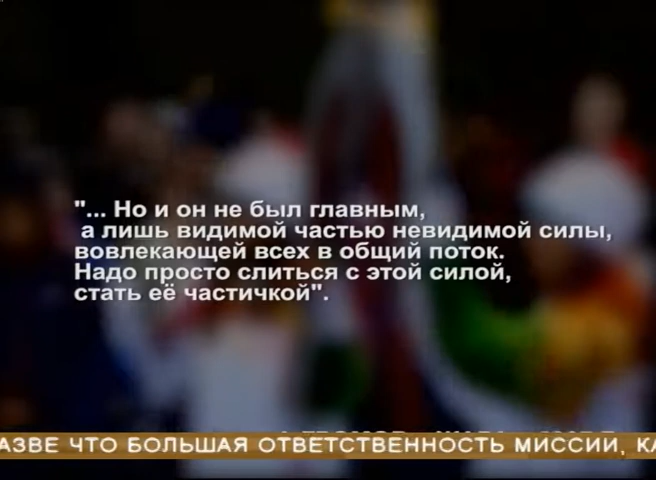 "... Но и он не был главным,
а лишь видимой частью невидимой силы,
вовлекающей всех в общий поток.
Надо просто слиться с этой силой,
стать её частичкой".
АЗВЕ ЧТО БОЛЬШАЯ ОТВЕТСТВЕННОСТЬ МИССИИ, КА